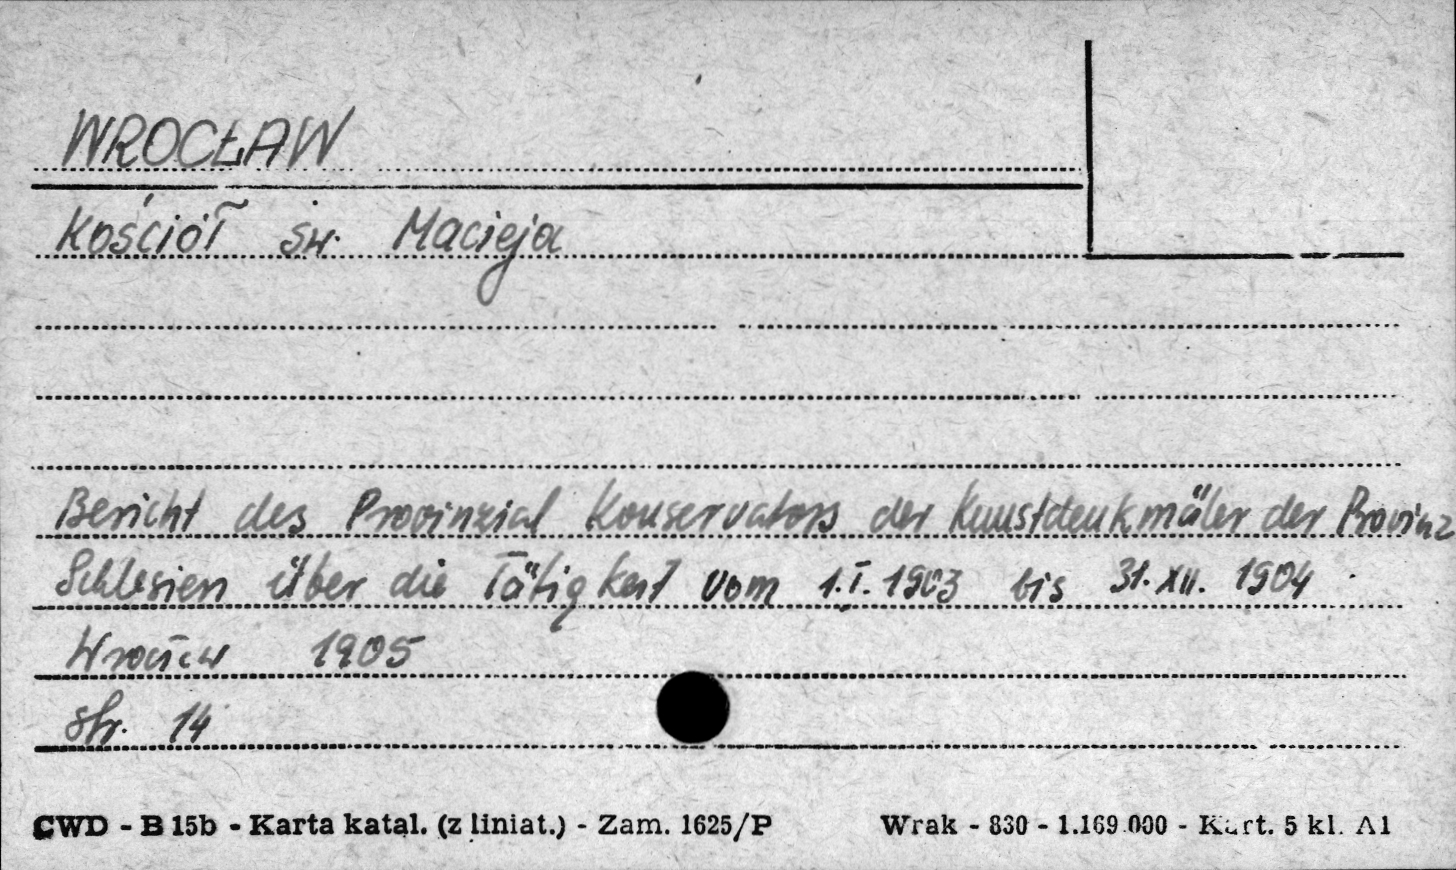 WROCŁAW
Kościół św. Macieja
Bericht des Provinzial Konservators der Kunstdenkmäler der Provinz
Schlesien über die Tätigkeit vom 1.I.1903 bis 31.XII. 1904
Wrocław 1905
str. 14
CWD - B 15b - Karta katal. (z liniat.) - Zam. 1625/P Wrak - 830 - 1.169.000 - Kart. 5 kl. A1